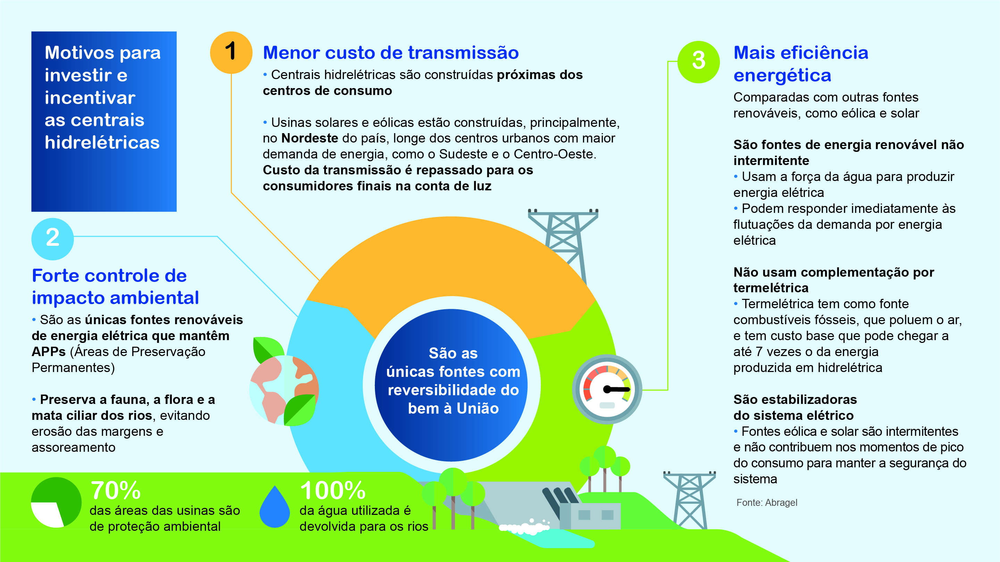 Motivos para
investir e
incentivar
as centrais
hidrelétricas
1
Menor custo de transmissão
• Centrais hidrelétricas são construídas próximas dos
centros de consumo
• Usinas solares e eólicas estão construídas, principalmente,
no Nordeste do país, longe dos centros urbanos com maior
demanda de energia, como o Sudeste e o Centro-Oeste.
Custo da transmissão é repassado para os
consumidores finais na conta de luz
2
Forte controle de
impacto ambiental
• São as únicas fontes renováveis
de energia elétrica que mantêm
APPs (Áreas de Preservação
Permanentes)
• Preserva a fauna, a flora e a
mata ciliar dos rios, evitando
erosão das margens e
assoreamento
3
Mais eficiência
energética
Comparadas com outras fontes
renováveis, como eólica e solar
São fontes de energia renovável não
intermitente
• Usam a força da água para produzir
energia elétrica
• Podem responder imediatamente às
flutuações da demanda por energia
elétrica
Não usam complementação por
termelétrica
• Termelétrica tem como fonte
combustíveis fósseis, que poluem o ar,
e tem custo base que pode chegar a
até 7 vezes o da energia
produzida em hidrelétrica
São estabilizadoras
do sistema elétrico
• Fontes eólica e solar são intermitentes
e não contribuem nos momentos de pico
do consumo para manter a segurança do
sistema
São as
únicas fontes com
reversibilidade do
bem à União
70%
das áreas das usinas são
de proteção ambiental
100%
da água utilizada é
devolvida para os rios
Fonte: Abragel